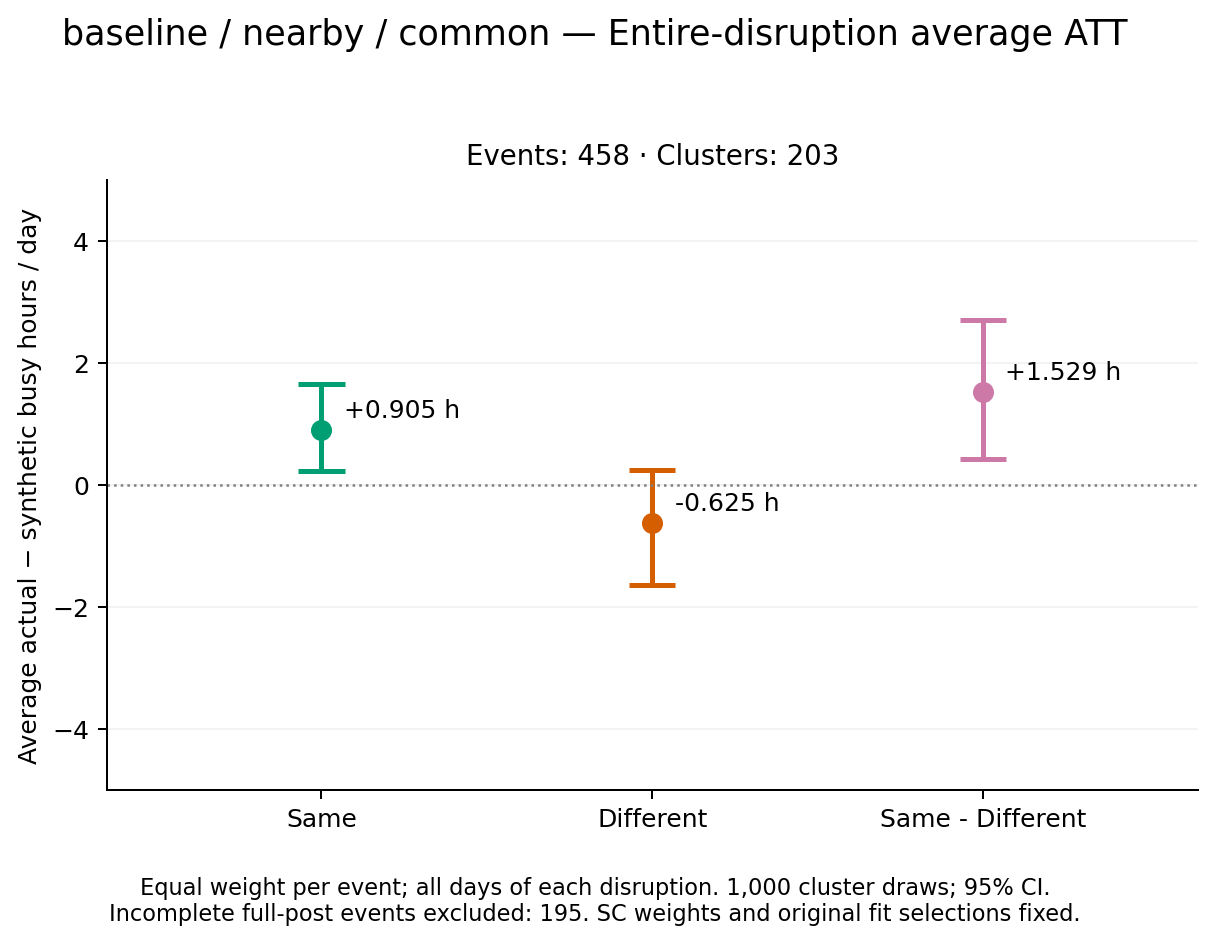 baseline / nearby / common — Entire-disruption average ATT
Events: 458 · Clusters: 203
Average actual − synthetic busy hours / day
4
2
0
−2
−4
+0.905 h
-0.625 h
+1.529 h
Same
Different
Same - Different
Equal weight per event; all days of each disruption. 1,000 cluster draws; 95% CI.
Incomplete full-post events excluded: 195. SC weights and original fit selections fixed.